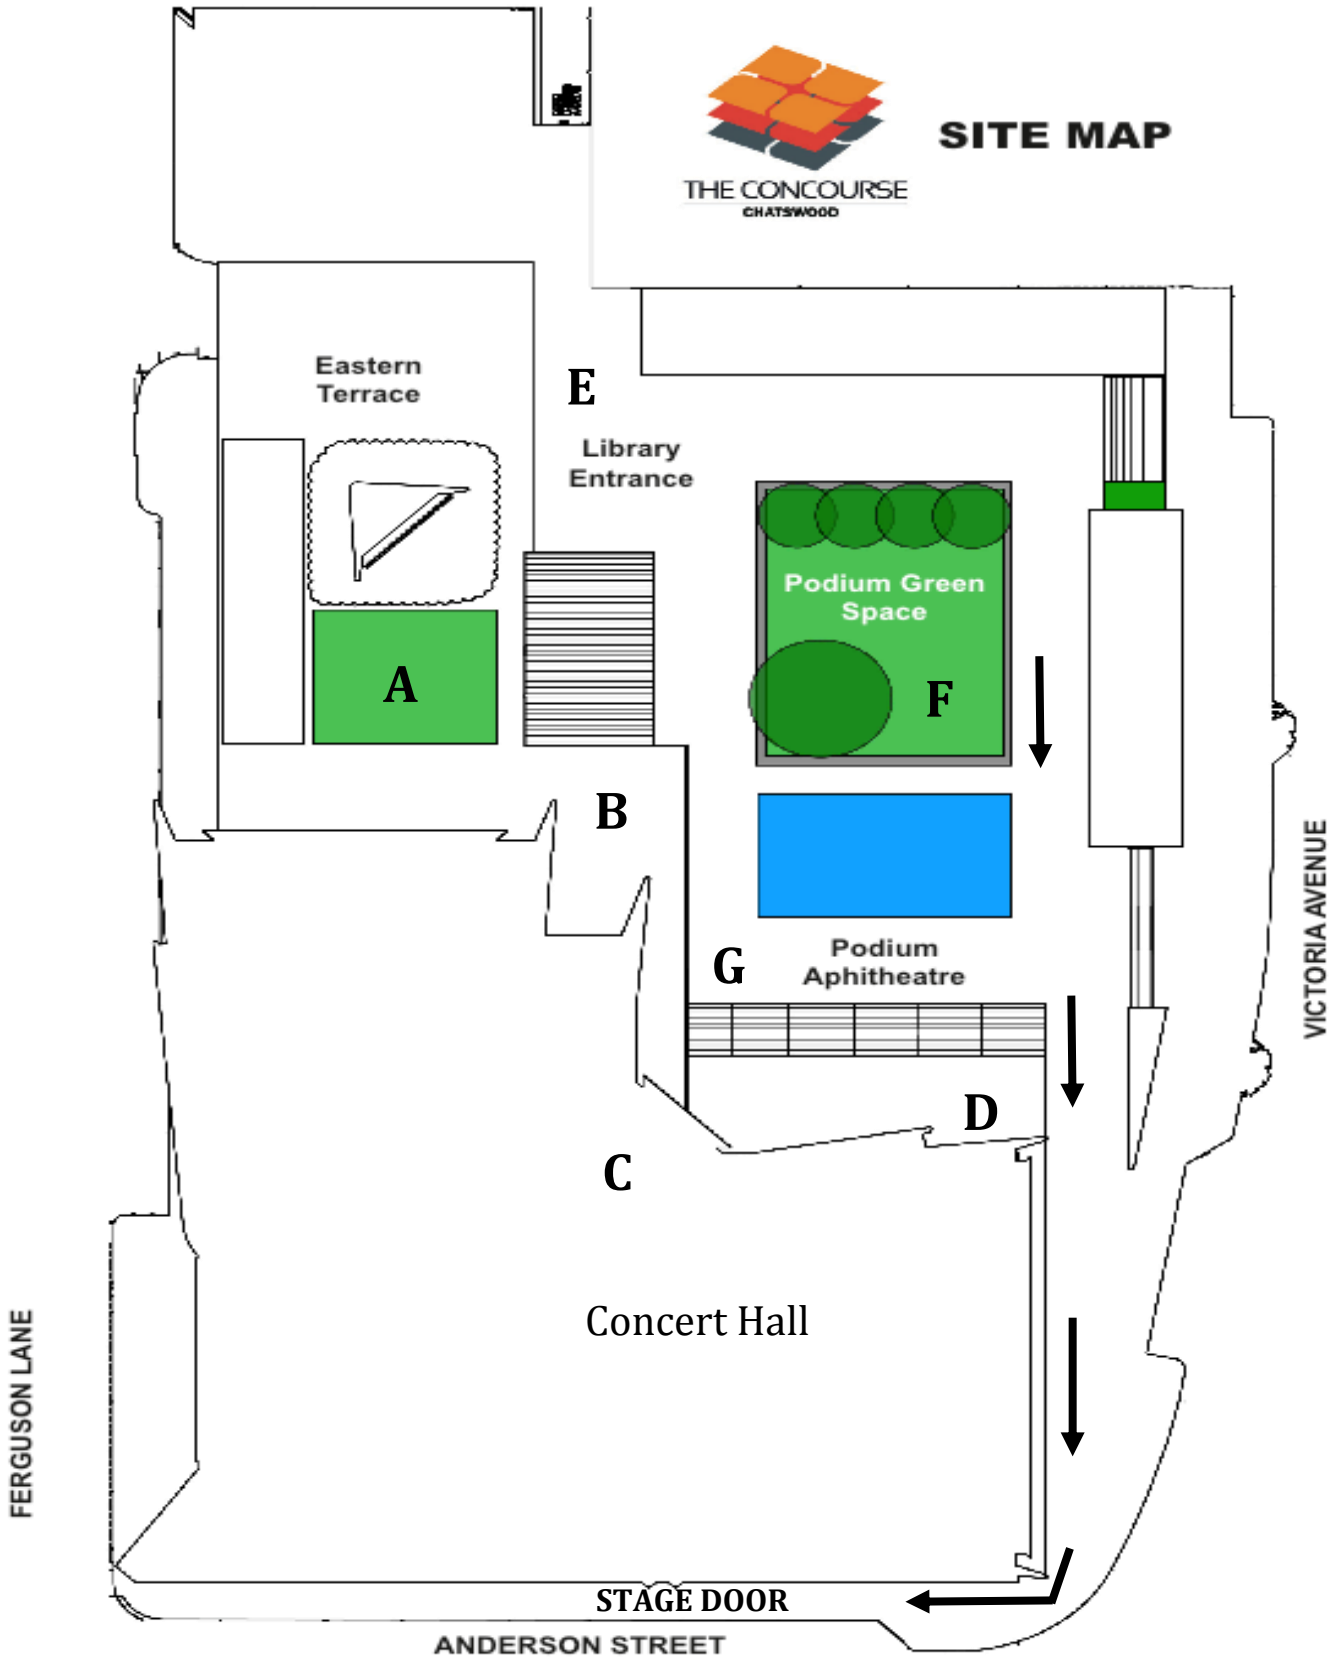 SITE MAP
THE CONCOURSE
CHATSWOOD
Eastern
Terrace
E
Library
Entrance
Podium Green
Space
A
F
B
VICTORIA AVENUE
G
Podium
Aphitheatre
D
C
Concert Hall
FERGUSON LANE
STAGE DOOR
ANDERSON STREET